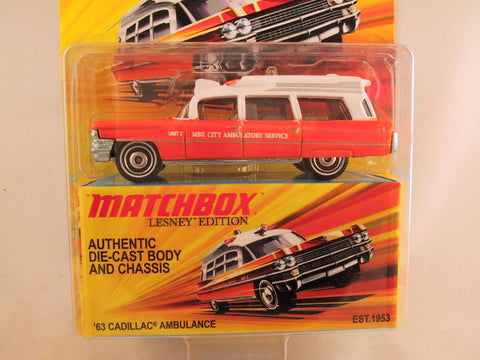 UNIT 2 MBX CITY AMBULATORY SERVICE
MATCHBOX
LESNEY EDITION
AUTHENTIC
DIE-CAST BODY
AND CHASSIS
'63 CADILLAC® AMBULANCE
EST.1953